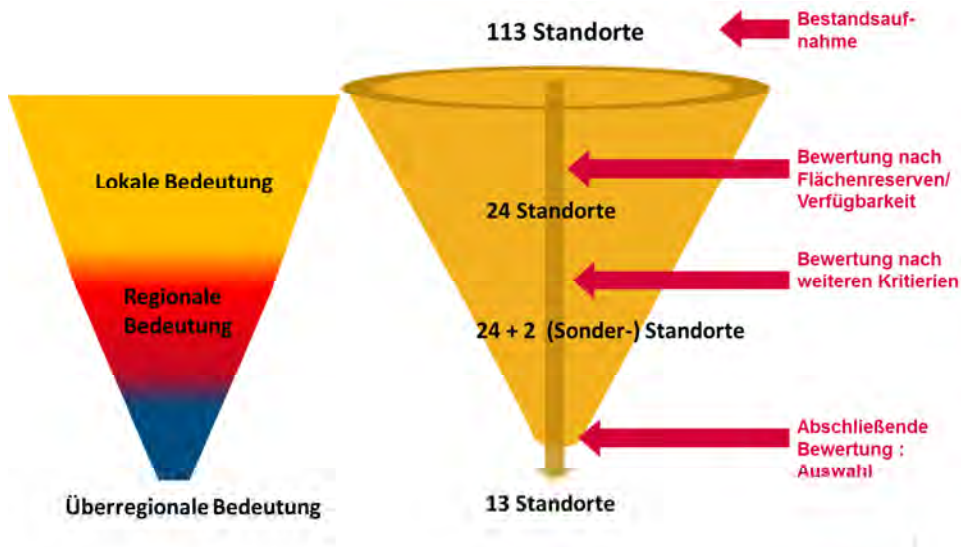 113 Standorte
Bestandsauf-
nahme
Lokale Bedeutung
Bewertung nach
Flächenreserven/
Verfügbarkeit
24 Standorte
Bewertung nach
weiteren Kritierien
Regionale
Bedeutung
24 + 2 (Sonder-) Standorte
Abschließende
Bewertung :
Auswahl
Überregionale Bedeutung
13 Standorte